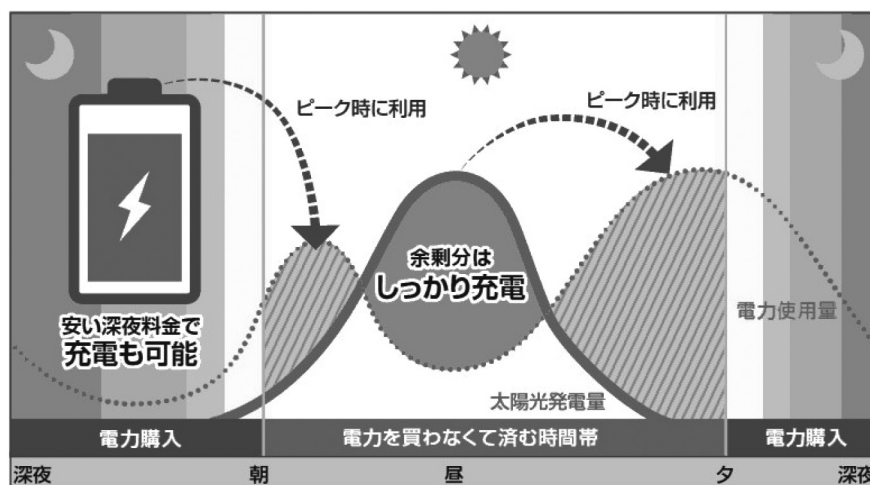 ピーク時に利用
ピーク時に利用
余剰分は
しっかり充電
安い深夜料金で
充電も可能
電力使用量
太陽光発電量
電力購入
電力を買わなくて済む時間帯
電力購入
深夜
朝
昼
夕
深夜